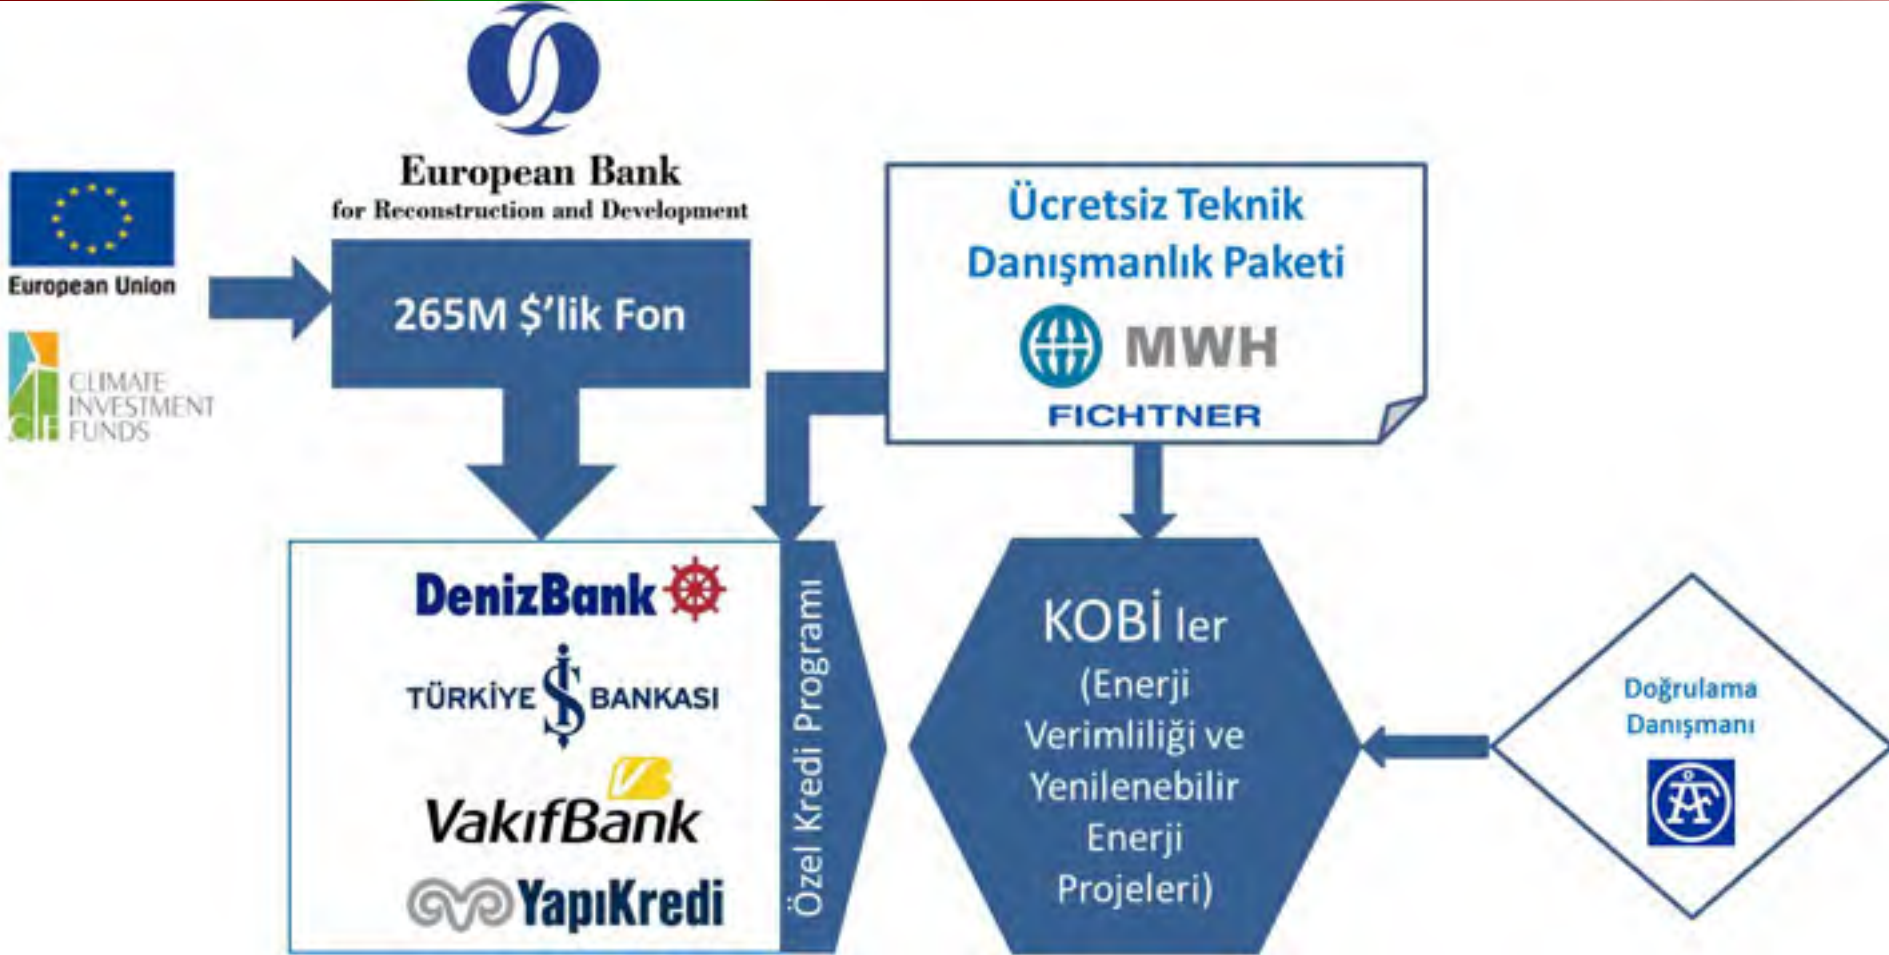 European Bank
for Reconstruction and Development
European Union
CLIMATE
INVESTMENT
FUNDS
CIF
265M $'lik Fon
Ücretsiz Teknik
Danışmanlık Paketi
MWH
FICHTNER
DenizBank
TÜRKİYE İŞ BANKASI
VakıfBank
YapıKredi
Özel Kredi Programı
KOBİ ler
(Enerji
Verimliliği ve
Yenilenebilir
Enerji
Projeleri)
Doğrulama
Danışmanı
ÅF